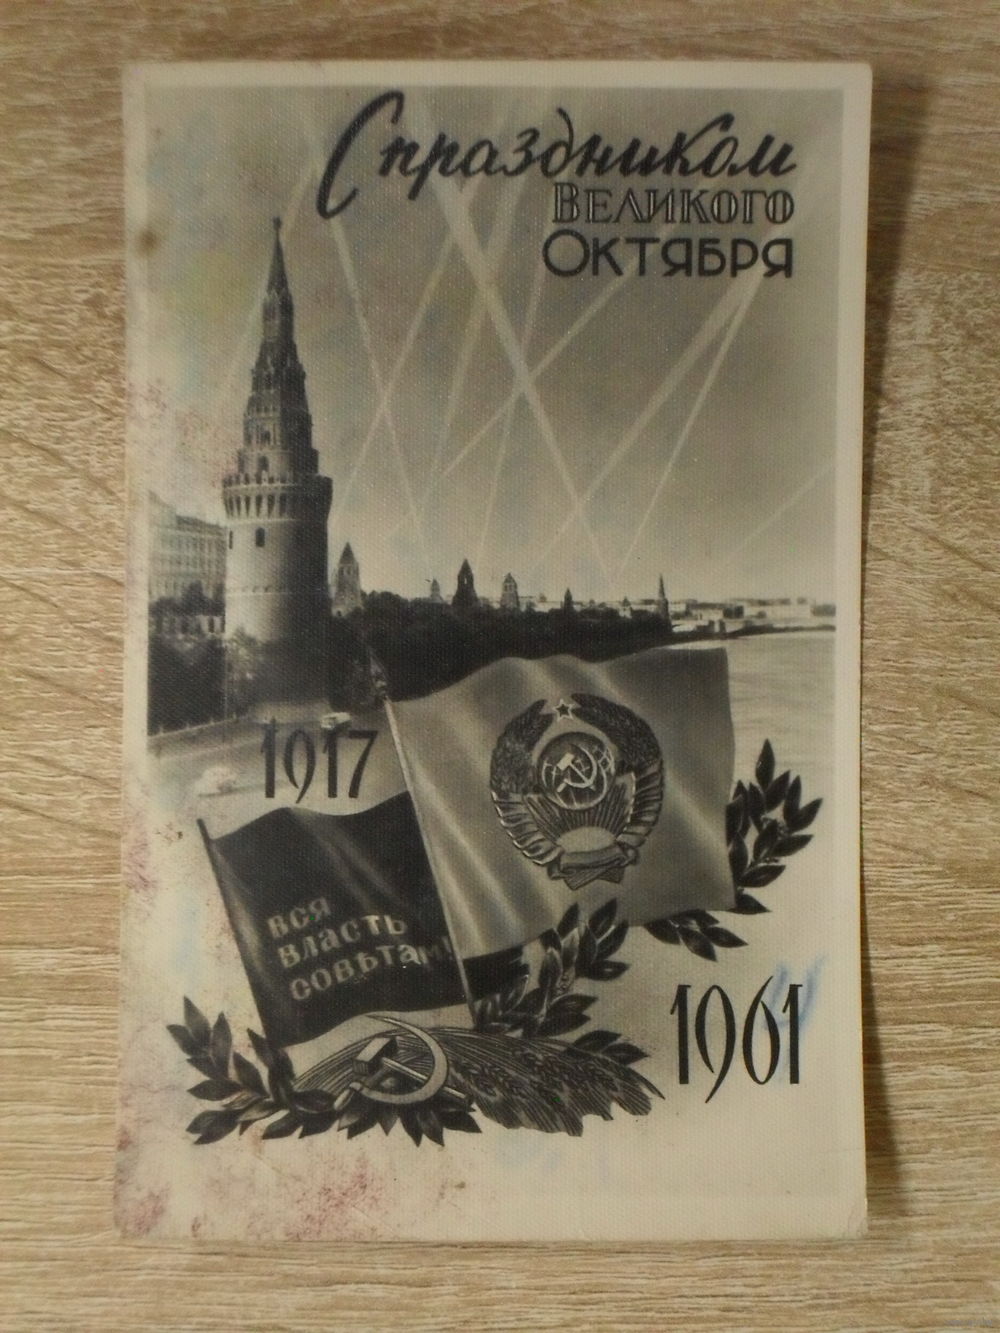 С праздником
Великого
Октября
1917
вся
власть
совѣтам!
1961